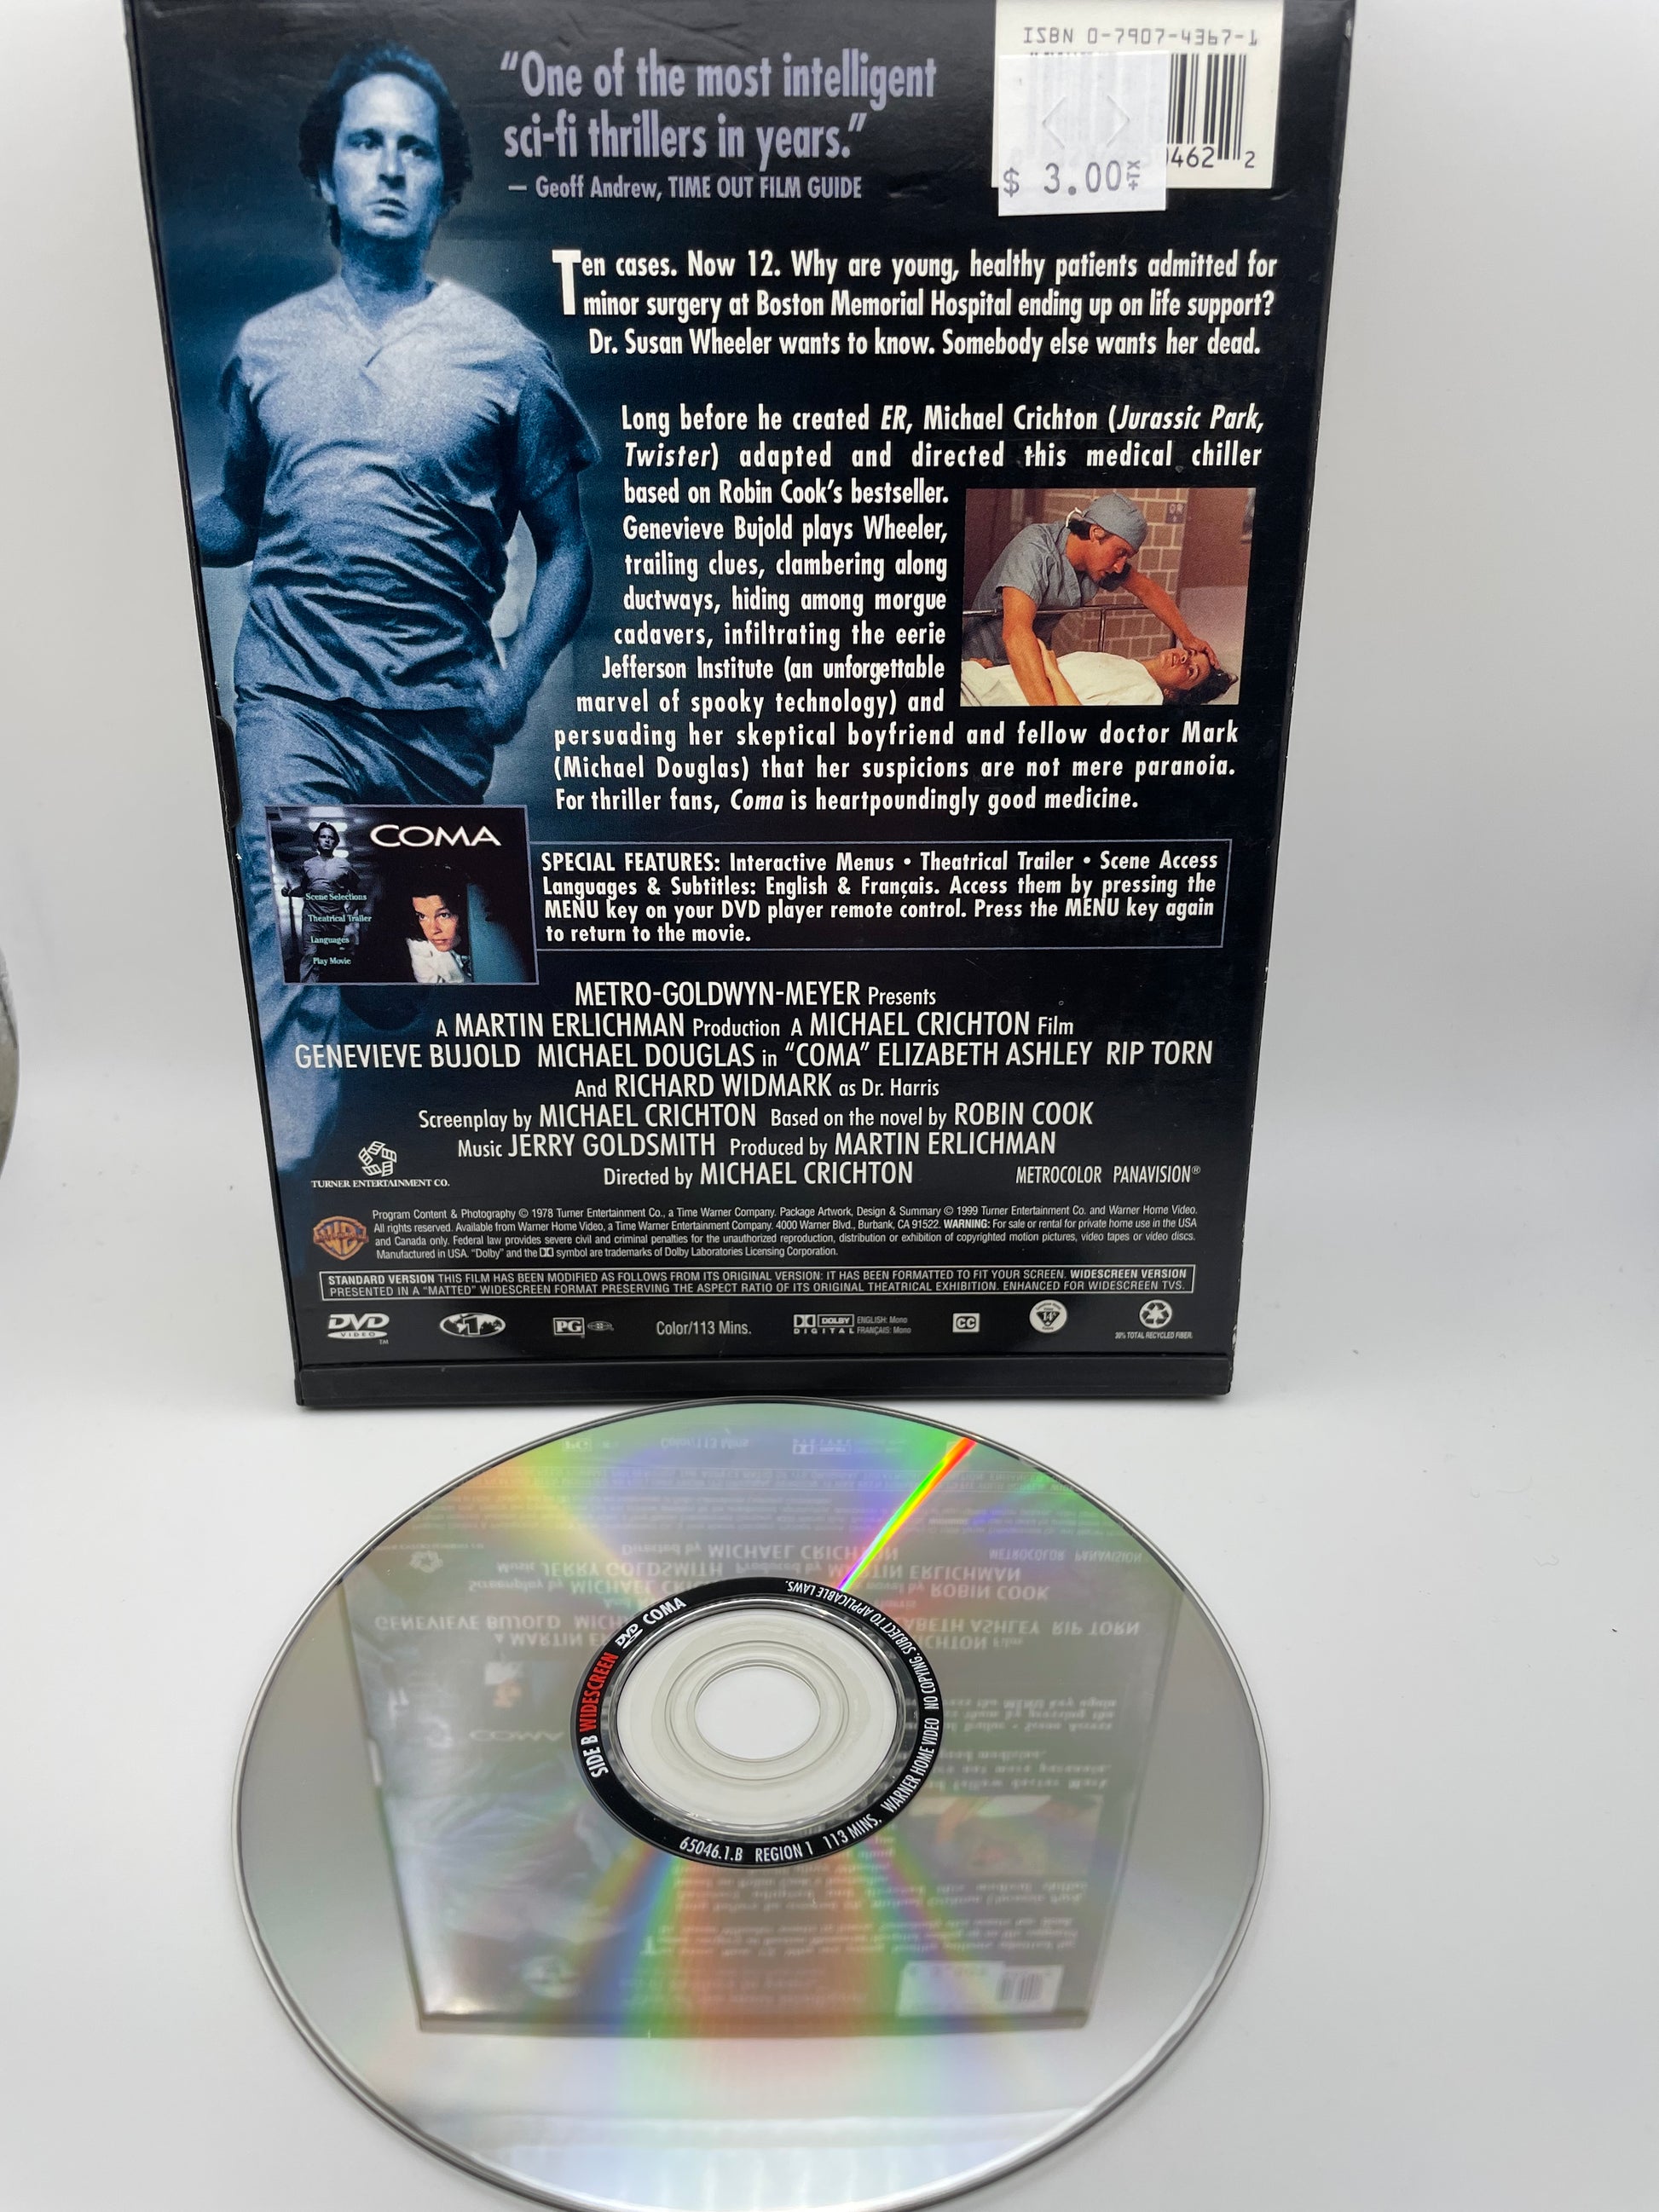 "One of the most intelligent
sci-fi thrillers in years."
— Geoff Andrew, TIME OUT FILM GUIDE
ISBN 0-7907-4367-1
462 2
$ 3.00+TX
Ten cases. Now 12. Why are young, healthy patients admitted for
minor surgery at Boston Memorial Hospital ending up on life support?
Dr. Susan Wheeler wants to know. Somebody else wants her dead.
Long before he created ER, Michael Crichton (Jurassic Park,
Twister) adapted and directed this medical chiller
based on Robin Cook's bestseller.
Genevieve Bujold plays Wheeler,
trailing clues, clambering along
ductways, hiding among morgue
cadavers, infiltrating the eerie
Jefferson Institute (an unforgettable
marvel of spooky technology) and
persuading her skeptical boyfriend and fellow doctor Mark
(Michael Douglas) that her suspicions are not mere paranoia.
For thriller fans, Coma is heartpoundingly good medicine.
COMA
Scene Selections
Theatrical Trailer
Languages
Play Movie
SPECIAL FEATURES: Interactive Menus • Theatrical Trailer • Scene Access
Languages & Subtitles: English & Français. Access them by pressing the
MENU key on your DVD player remote control. Press the MENU key again
to return to the movie.
METRO-GOLDWYN-MEYER Presents
A MARTIN ERLICHMAN Production A MICHAEL CRICHTON Film
GENEVIEVE BUJOLD MICHAEL DOUGLAS in "COMA" ELIZABETH ASHLEY RIP TORN
And RICHARD WIDMARK as Dr. Harris
Screenplay by MICHAEL CRICHTON Based on the novel by ROBIN COOK
Music JERRY GOLDSMITH Produced by MARTIN ERLICHMAN
Directed by MICHAEL CRICHTON
METROCOLOR PANAVISION®
TURNER ENTERTAINMENT CO.
Program Content & Photography © 1978 Turner Entertainment Co., a Time Warner Company. Package Artwork, Design & Summary © 1999 Turner Entertainment Co. and Warner Home Video.
All rights reserved. Available from Warner Home Video, a Time Warner Entertainment Company. 4000 Warner Blvd., Burbank, CA 91522. WARNING: For sale or rental for private home use in the USA
and Canada only. Federal law provides severe civil and criminal penalties for the unauthorized reproduction, distribution or exhibition of copyrighted motion pictures, video tapes or video discs.
Manufactured in USA. "Dolby" and the DD symbol are trademarks of Dolby Laboratories Licensing Corporation.
STANDARD VERSION THIS FILM HAS BEEN MODIFIED AS FOLLOWS FROM ITS ORIGINAL VERSION: IT HAS BEEN FORMATTED TO FIT YOUR SCREEN. WIDESCREEN VERSION
PRESENTED IN A "MATTED" WIDESCREEN FORMAT PRESERVING THE ASPECT RATIO OF ITS ORIGINAL THEATRICAL EXHIBITION. ENHANCED FOR WIDESCREEN TVS.
DVD VIDEO TM
1
PG
Color/113 Mins.
DOLBY DIGITAL
ENGLISH: Mono
FRANÇAIS: Mono
CC
14
30% TOTAL RECYCLED FIBER.
SIDE B WIDESCREEN DVD COMA
65046.1.B REGION 1 113 MINS. WARNER HOME VIDEO NO COPYING. SUBJECT TO APPLICABLE LAWS.